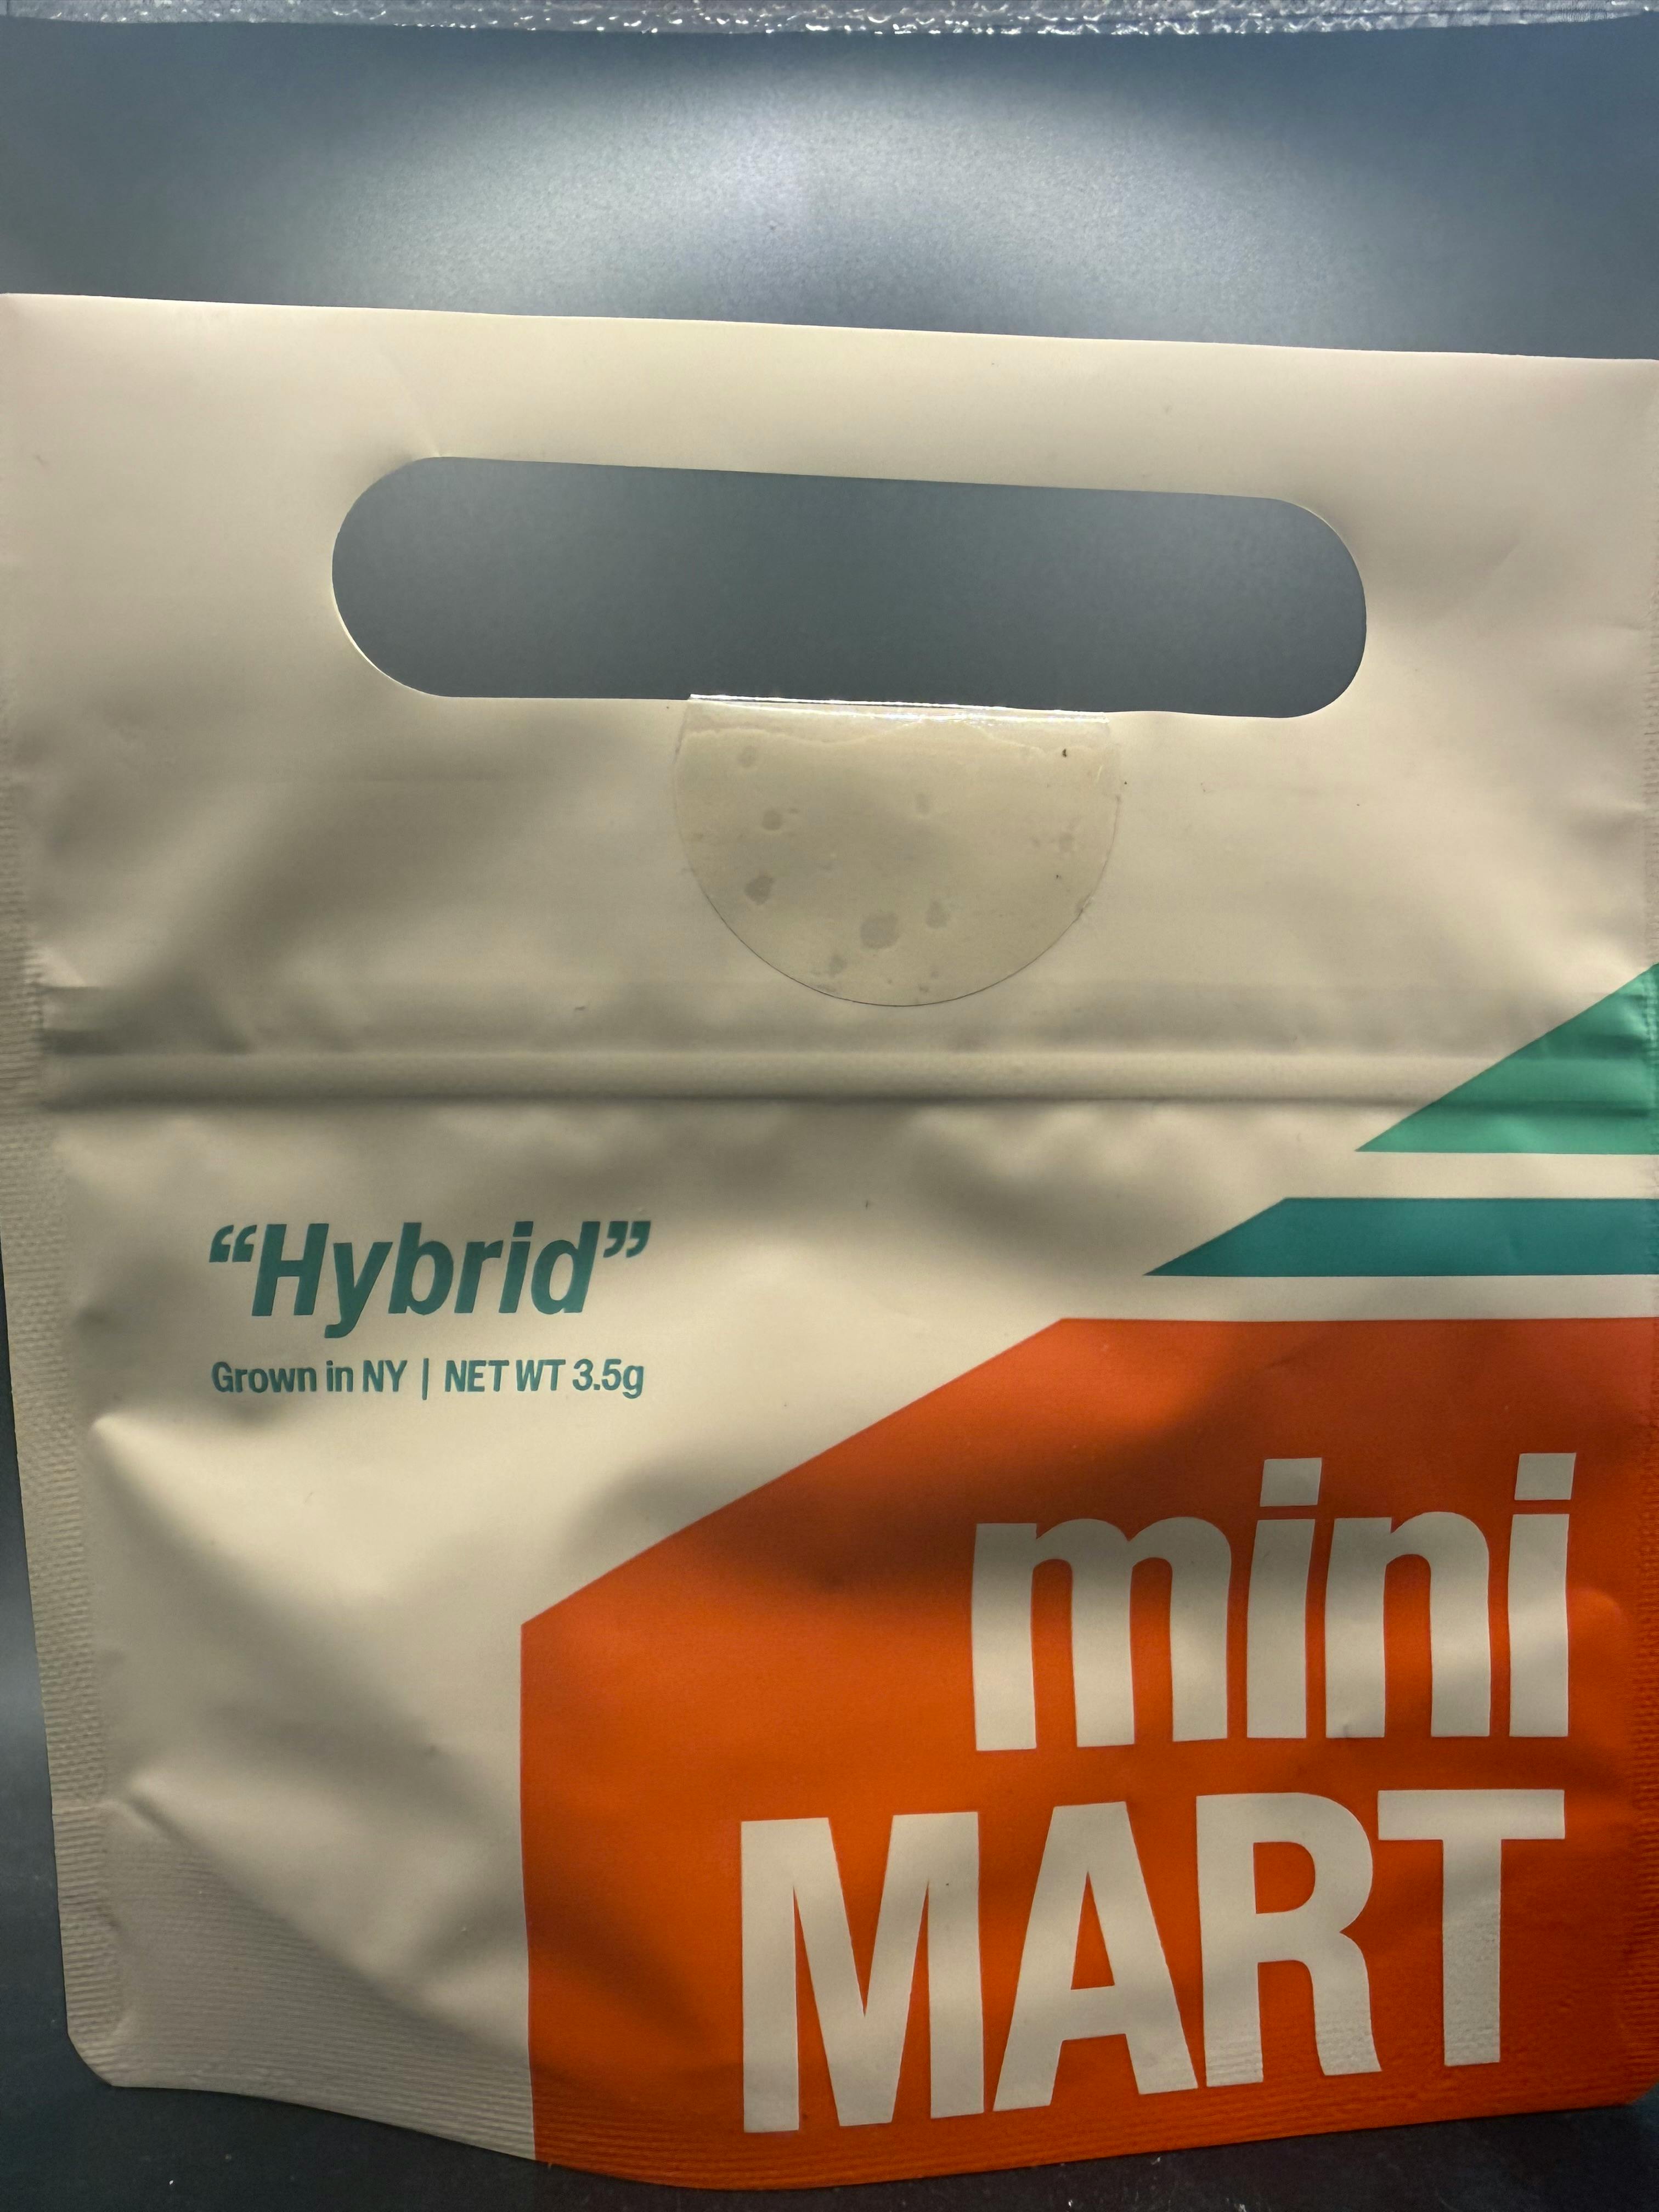 “Hybrid”
Grown in NY | NET WT 3.5g
mini
MART